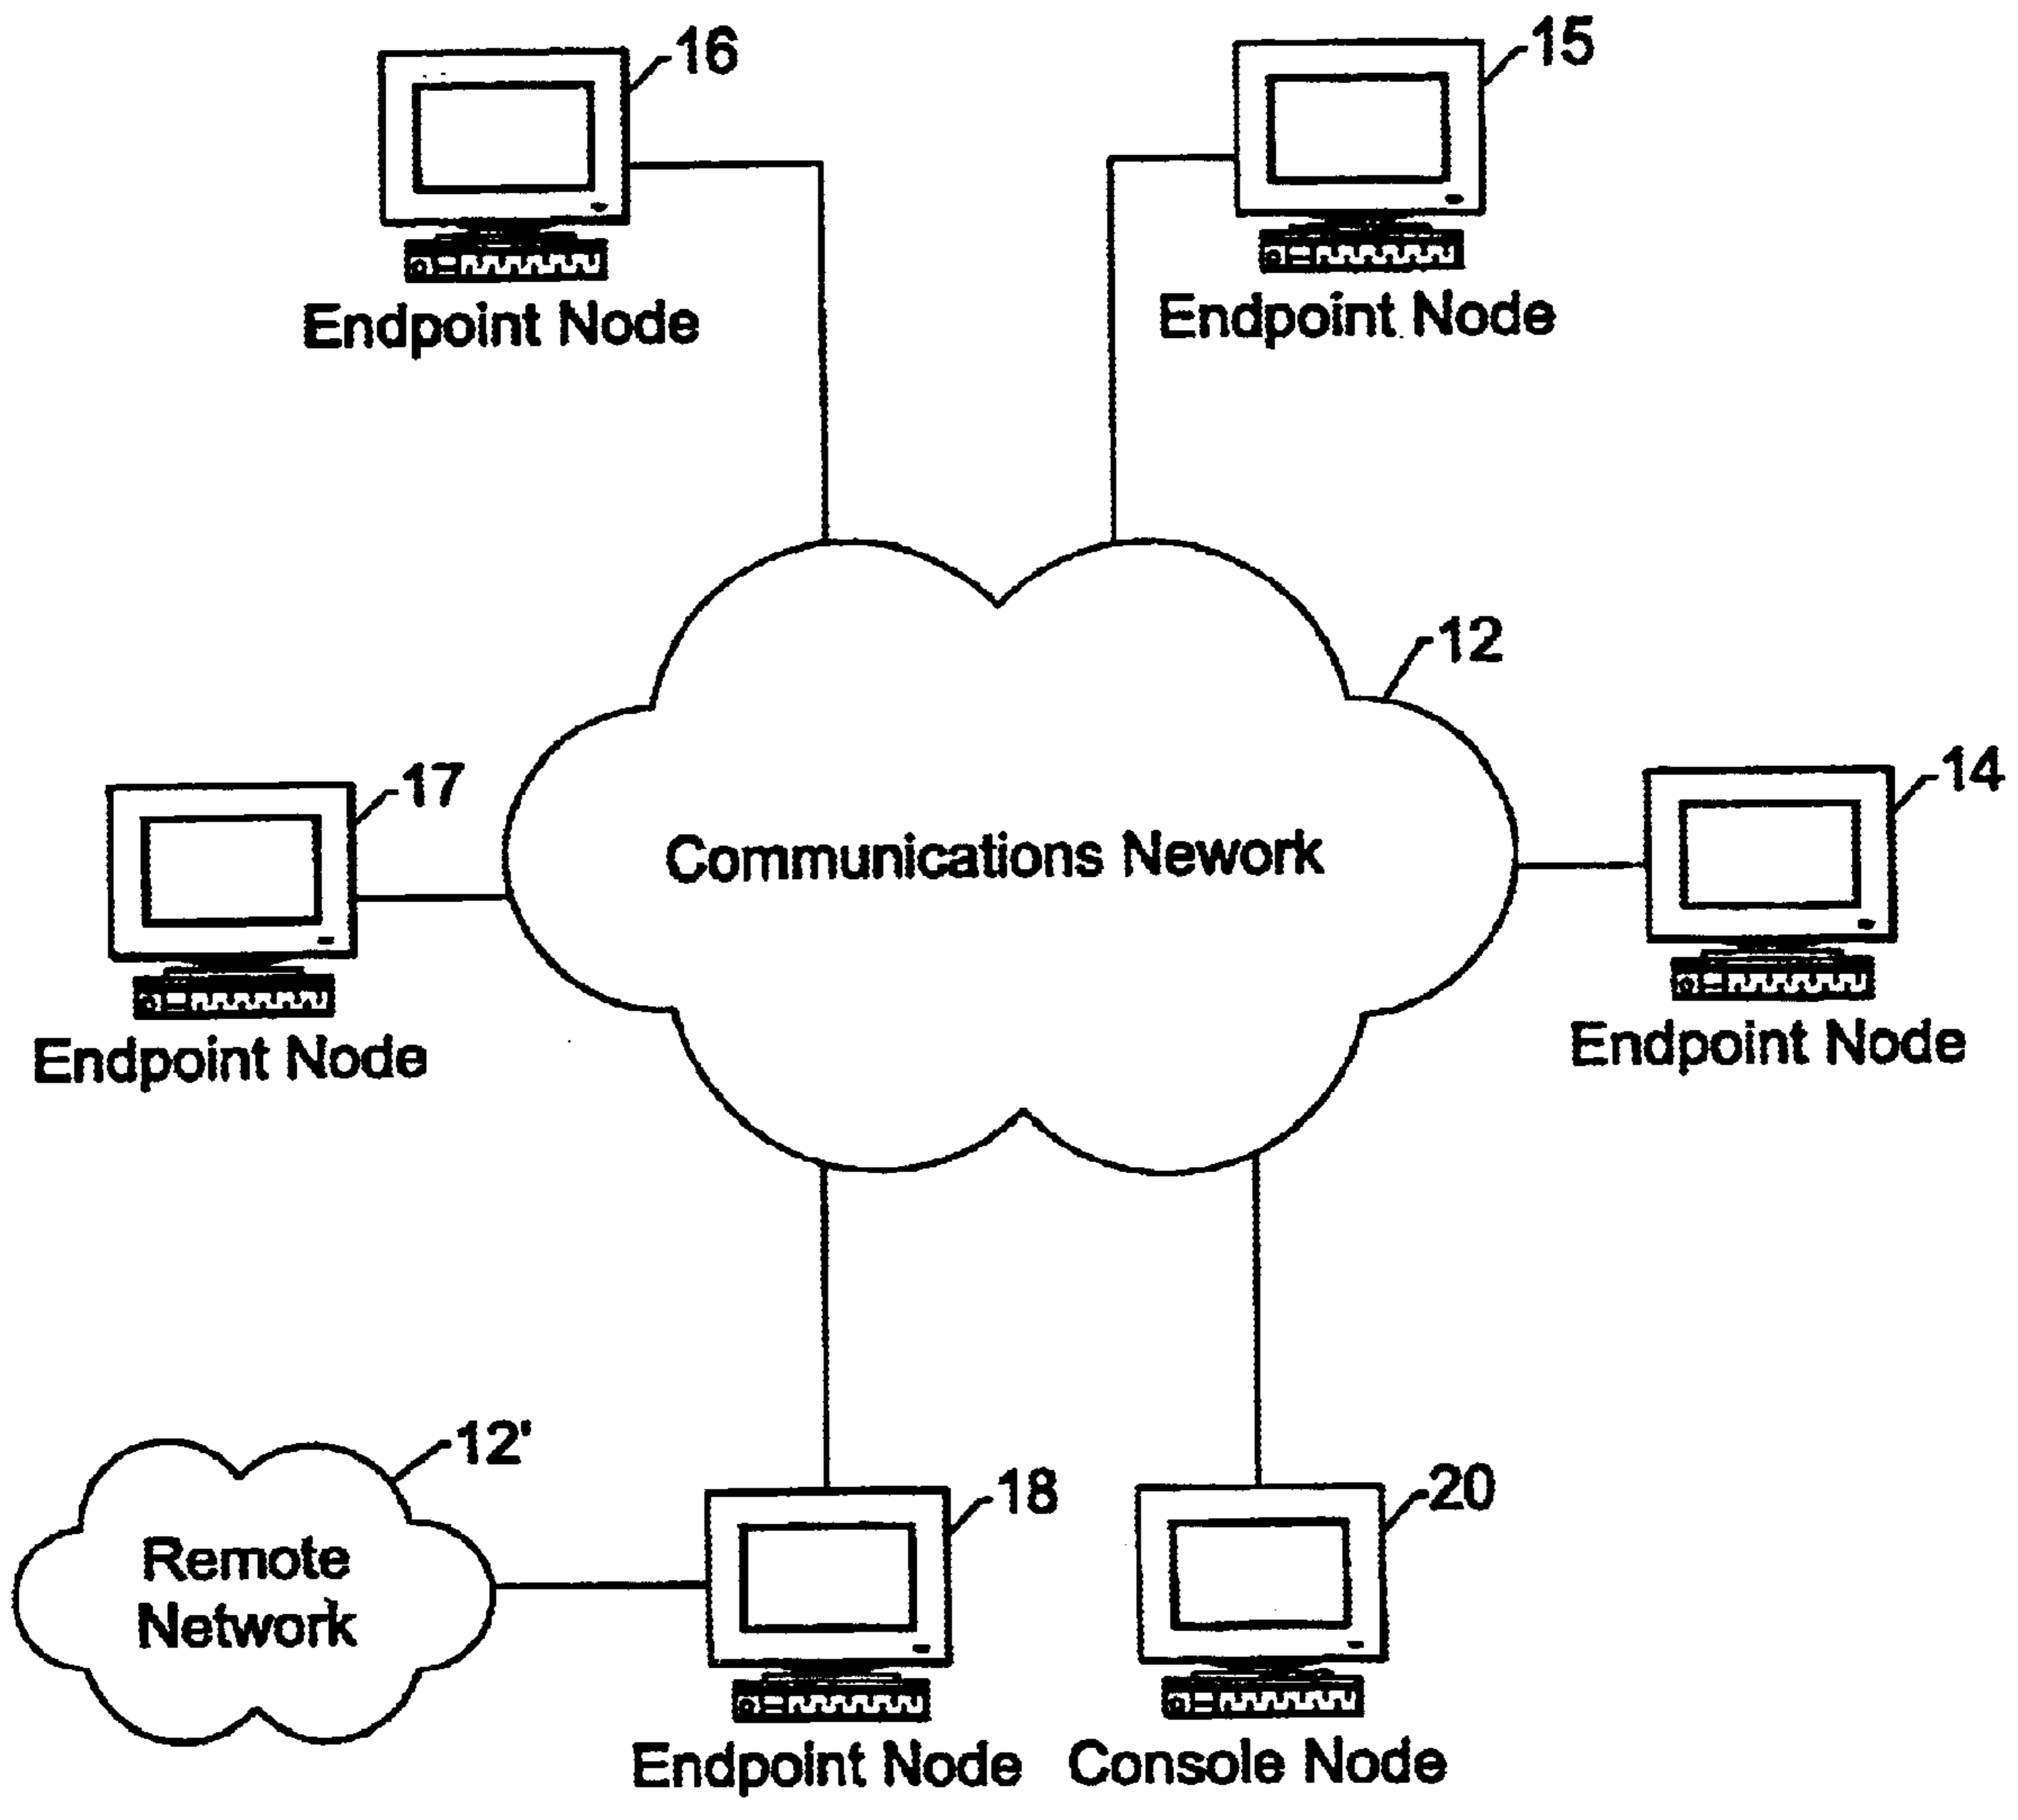 16
15
Endpoint Node
Endpoint Node
12
17
14
Communications Nework
Endpoint Node
Endpoint Node
12'
18
20
Remote
Network
Endpoint Node
Console Node